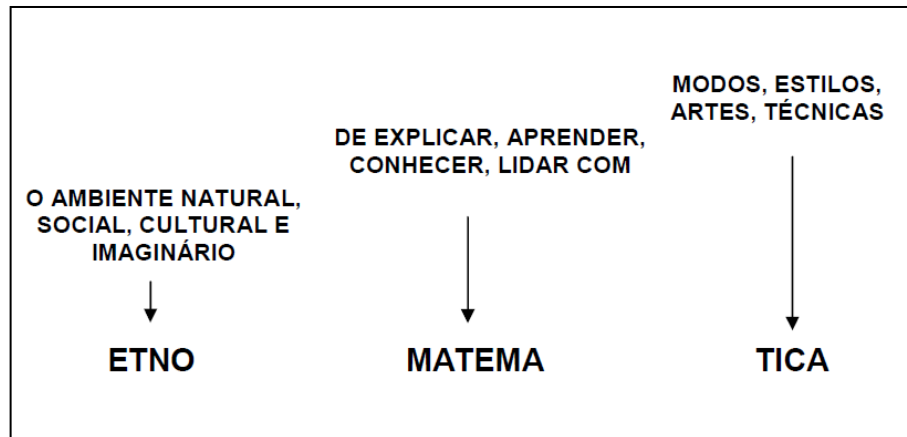 MODOS, ESTILOS,
ARTES, TÉCNICAS
DE EXPLICAR, APRENDER,
CONHECER, LIDAR COM
O AMBIENTE NATURAL,
SOCIAL, CULTURAL E
IMAGINÁRIO
ETNO
MATEMA
TICA